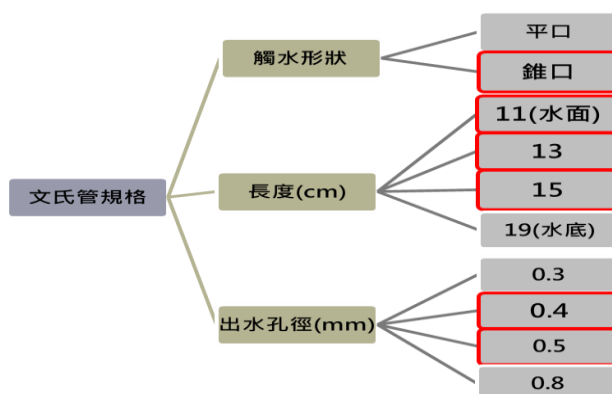 文氏管規格
觸水形狀
平口
錐口
長度(cm)
11(水面)
13
15
19(水底)
出水孔徑(mm)
0.3
0.4
0.5
0.8